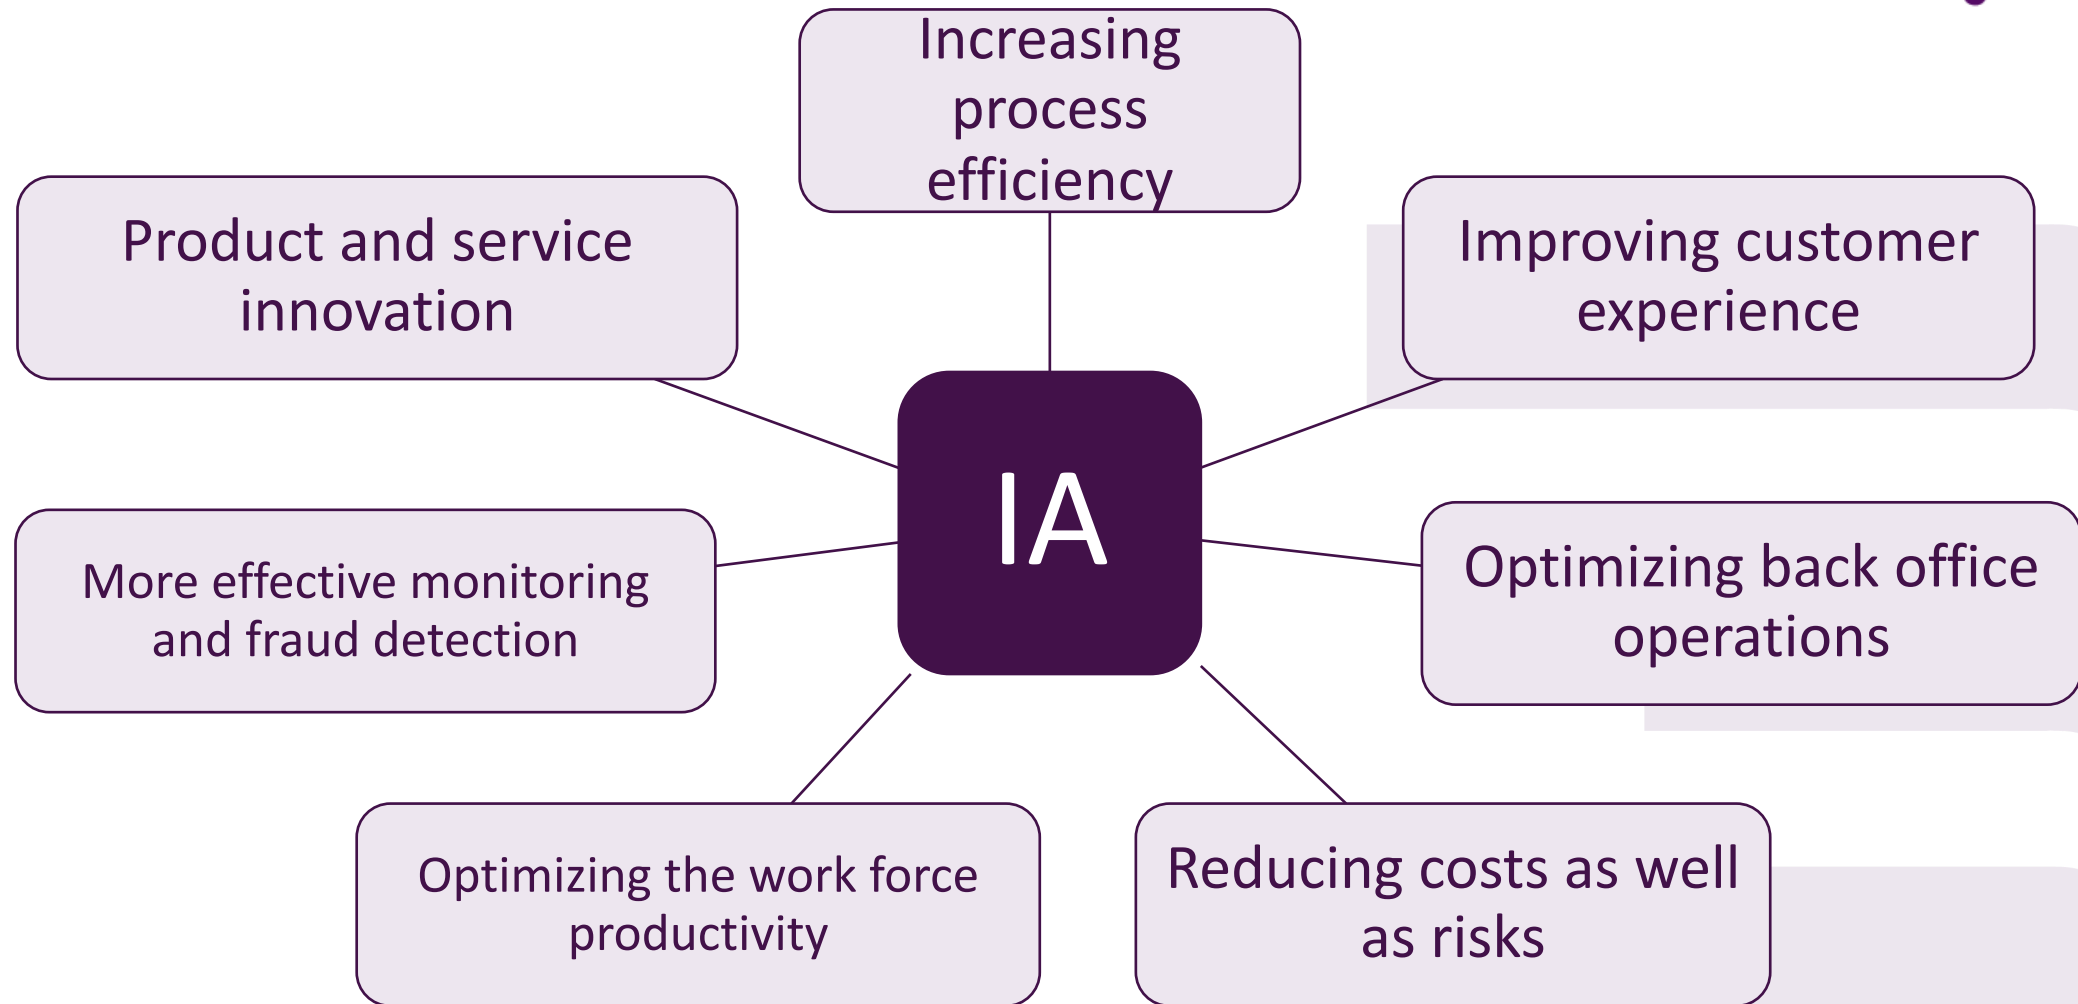 Increasing
process
efficiency
Product and service
innovation
Improving customer
experience
IA
More effective monitoring
and fraud detection
Optimizing back office
operations
Optimizing the work force
productivity
Reducing costs as well
as risks